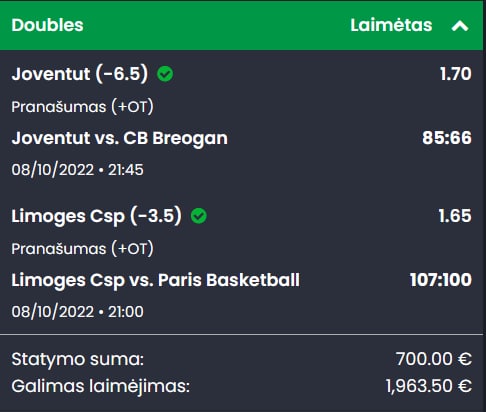 Doubles Laimėtas
Joventut (-6.5) 1.70
Pranašumas (+OT)
Joventut vs. CB Breogan 85:66
08/10/2022 • 21:45
Limoges Csp (-3.5) 1.65
Pranašumas (+OT)
Limoges Csp vs. Paris Basketball 107:100
08/10/2022 • 21:00
Statymo suma: 700.00 €
Galimas laimėjimas: 1,963.50 €